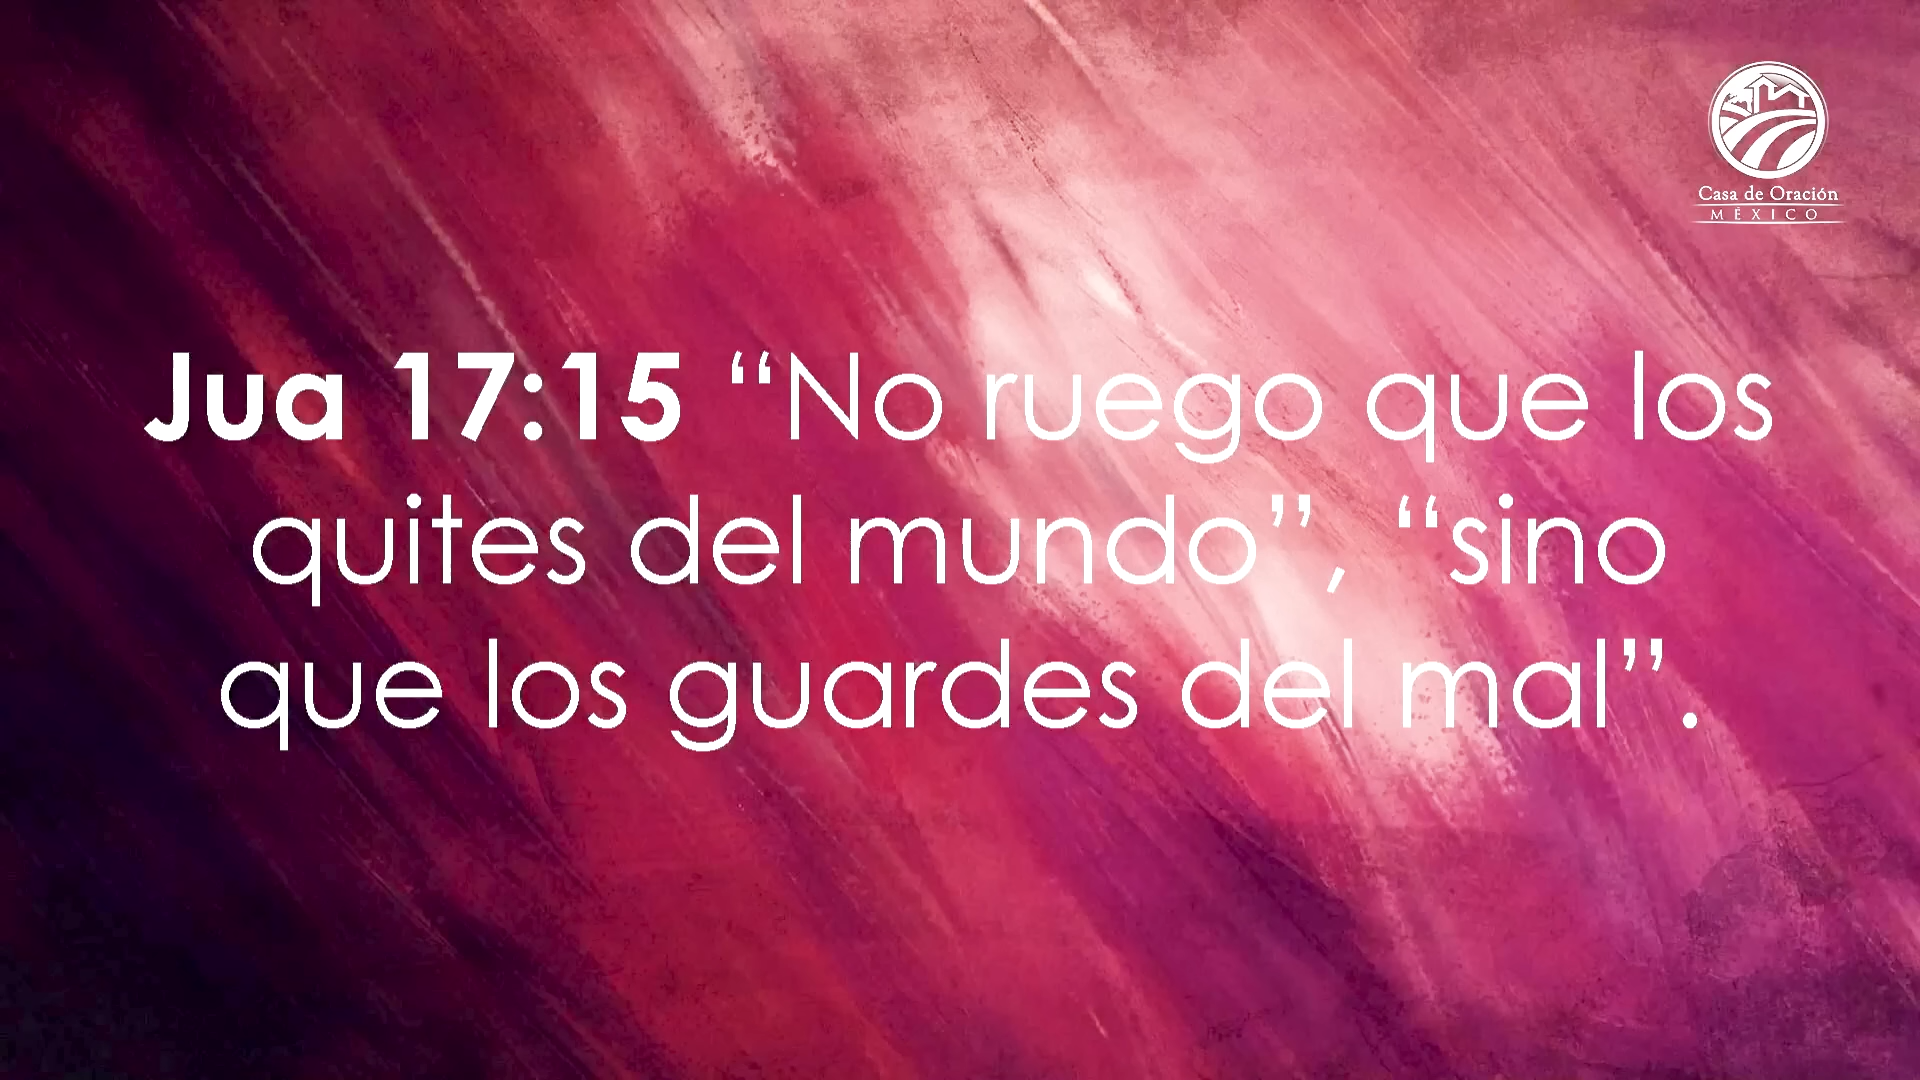 Casa de Oración
MÉXICO
Jua 17:15 “No ruego que los
quites del mundo”, “sino
que los guardes del mal”.